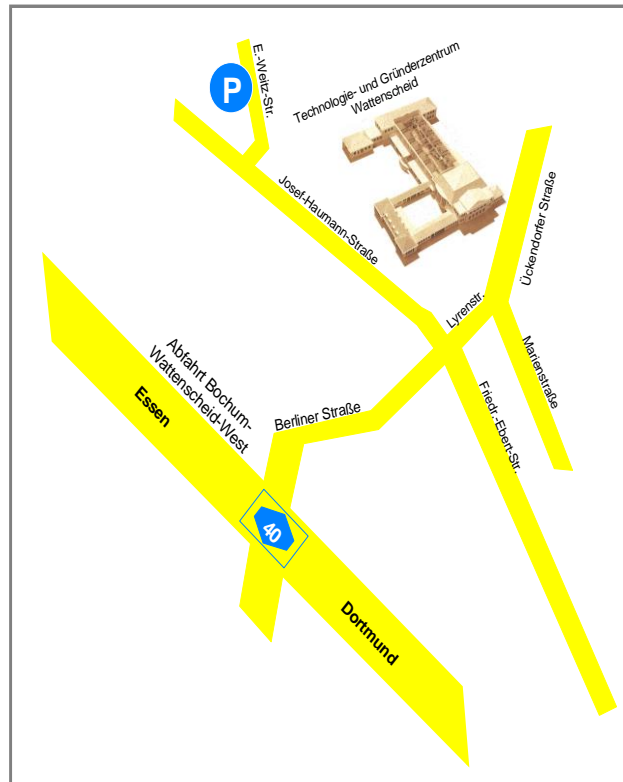 E.-Weitz-Str.
P
Technologie- und Gründerzentrum
Wattenscheid
Josef-Haumann-Straße
Ückendorfer Straße
Lyrenstr.
Marienstraße
Abfahrt Bochum-
Wattenscheid-West
Essen
Berliner Straße
Friedr.-Ebert-Str.
40
Dortmund